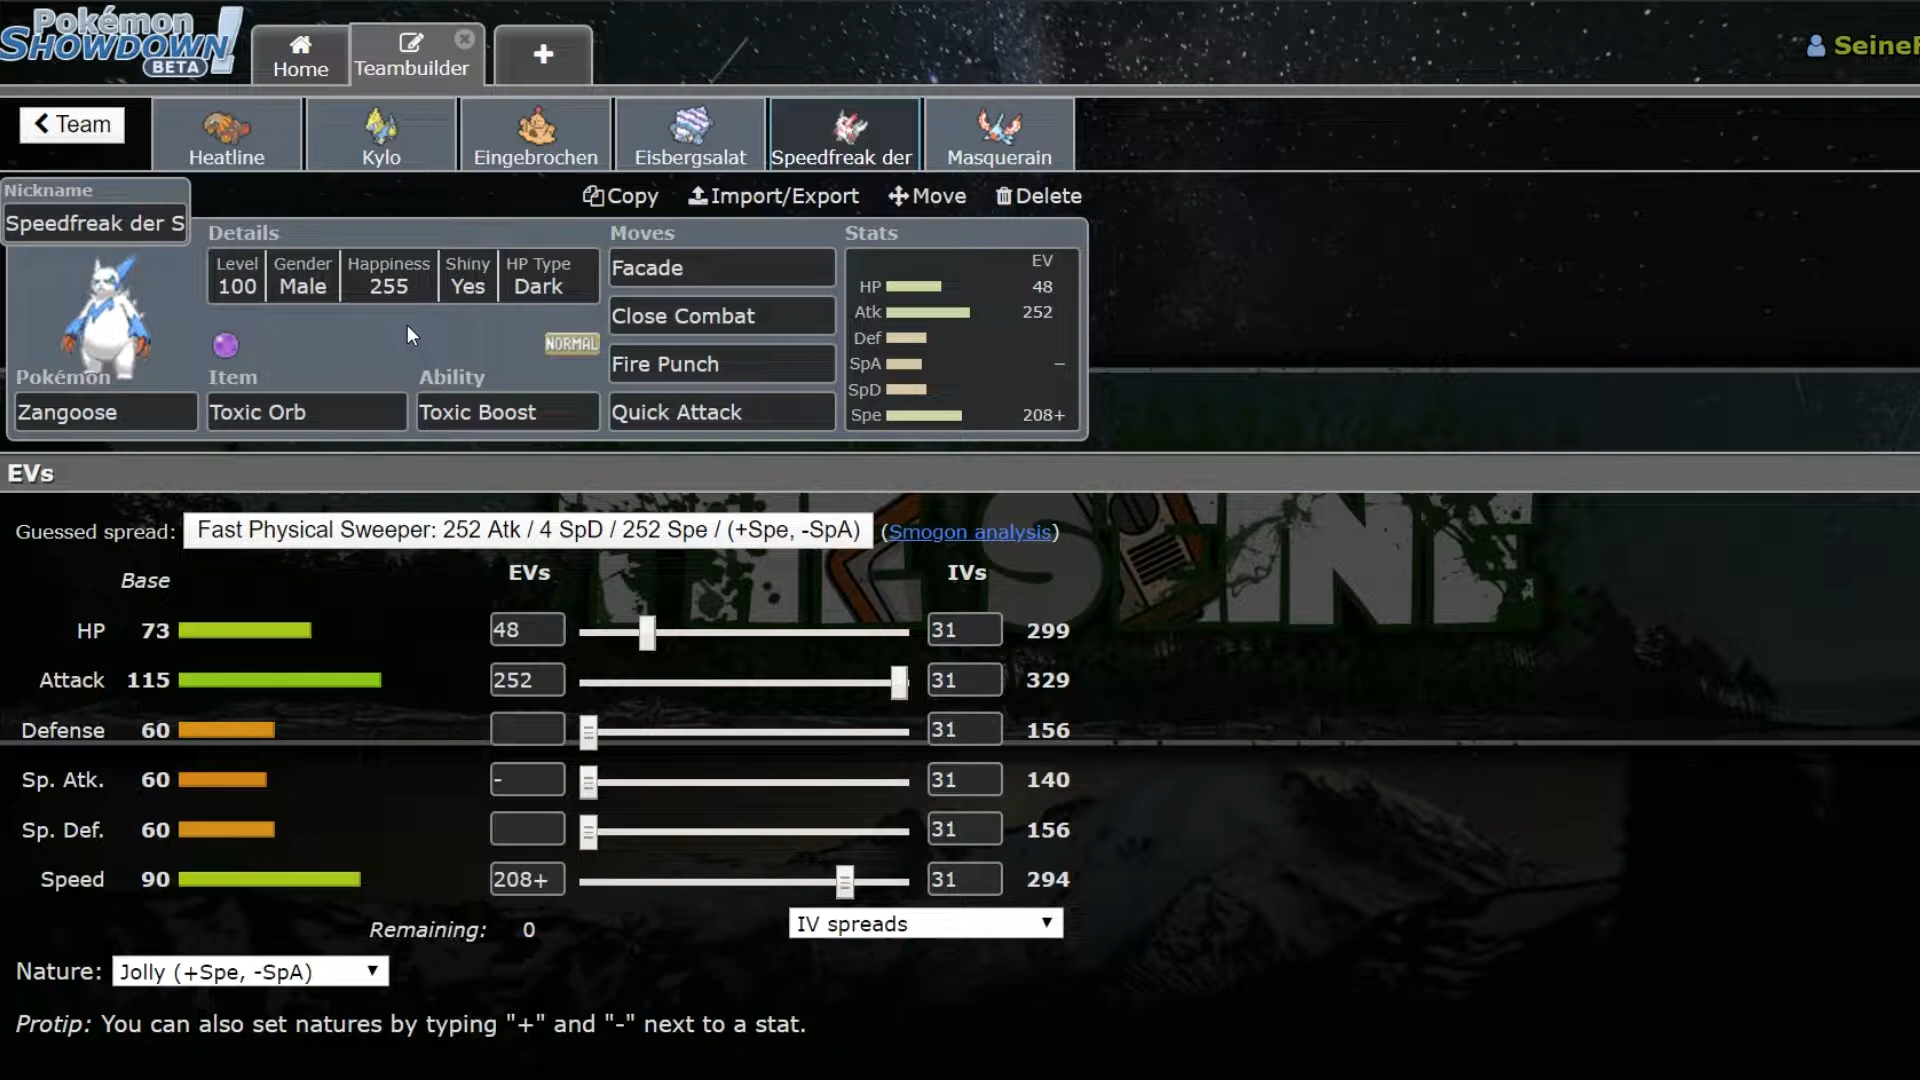 Pokémon
SHOWDOWN!
BETA
Home
Teambuilder
+
SeineF
Team
Heatline
Kylo
Eingebrochen
Eisbergsalat
Speedfreak der
Masquerain
Nickname
Speedfreak der S
Copy
Import/Export
Move
Delete
Details
Level
100
Gender
Male
Happiness
255
Shiny
Yes
HP Type
Dark
NORMAL
Pokémon
Zangoose
Item
Toxic Orb
Ability
Toxic Boost
Moves
Facade
Close Combat
Fire Punch
Quick Attack
Stats
EV
HP 48
Atk 252
Def
SpA –
SpD
Spe 208+
EVs
Guessed spread: Fast Physical Sweeper: 252 Atk / 4 SpD / 252 Spe / (+Spe, -SpA) (Smogon analysis)
Base EVs IVs
HP 73 48 31 299
Attack 115 252 31 329
Defense 60 31 156
Sp. Atk. 60 - 31 140
Sp. Def. 60 31 156
Speed 90 208+ 31 294
Remaining: 0
IV spreads
Nature: Jolly (+Spe, -SpA)
Protip: You can also set natures by typing "+" and "-" next to a stat.